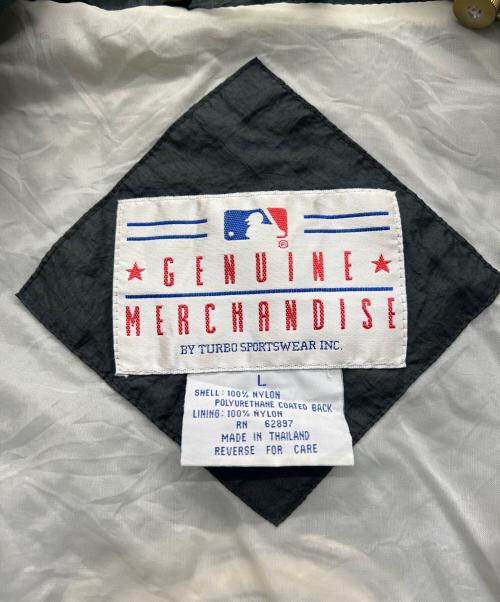 ®
★ GENUINE ★
MERCHANDISE
BY TURBO SPORTSWEAR INC.
L
SHELL: 100% NYLON
POLYURETHANE COATED BACK
LINING: 100% NYLON
RN 62897
MADE IN THAILAND
REVERSE FOR CARE